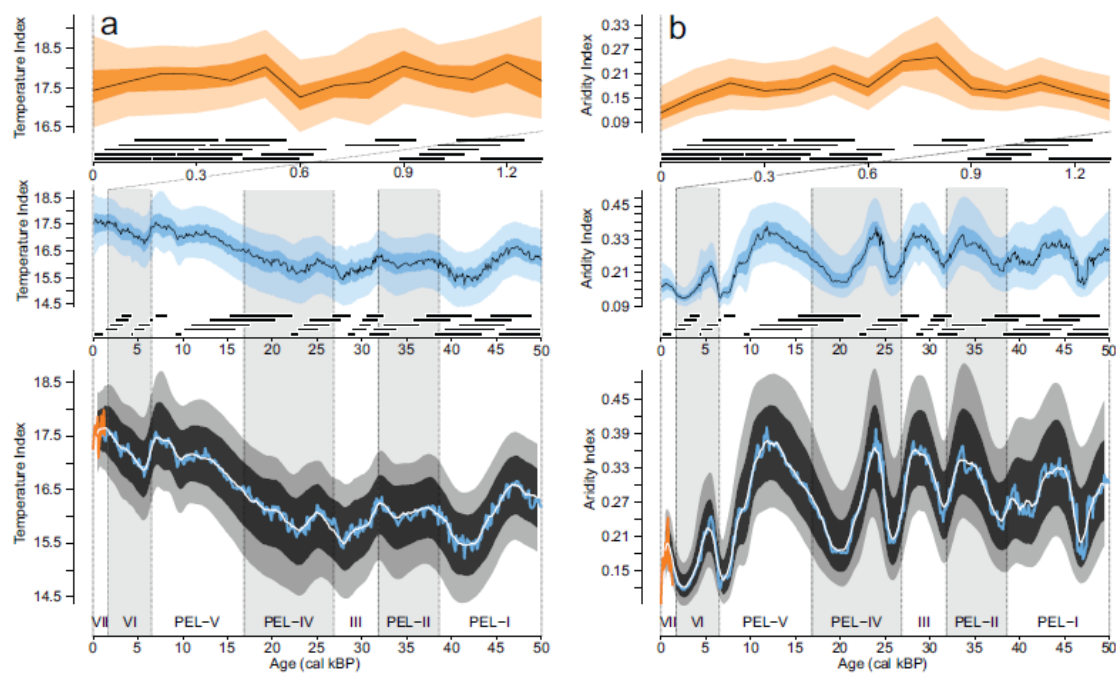 a
Temperature Index
18.5
17.5
16.5
0 0.3 0.6 0.9 1.2
Temperature Index
18.5
17.5
16.5
15.5
14.5
0 5 10 15 20 25 30 35 40 45 50
Temperature Index
18.5
17.5
16.5
15.5
14.5
VII VI PEL-V PEL-IV III PEL-II PEL-I
0 5 10 15 20 25 30 35 40 45 50
Age (cal kBP)
b
Aridity Index
0.33
0.27
0.21
0.15
0.09
0 0.3 0.6 0.9 1.2
Aridity Index
0.45
0.33
0.21
0.09
0 5 10 15 20 25 30 35 40 45 50
Aridity Index
0.45
0.39
0.33
0.27
0.21
0.15
VII VI PEL-V PEL-IV III PEL-II PEL-I
0 5 10 15 20 25 30 35 40 45 50
Age (cal kBP)